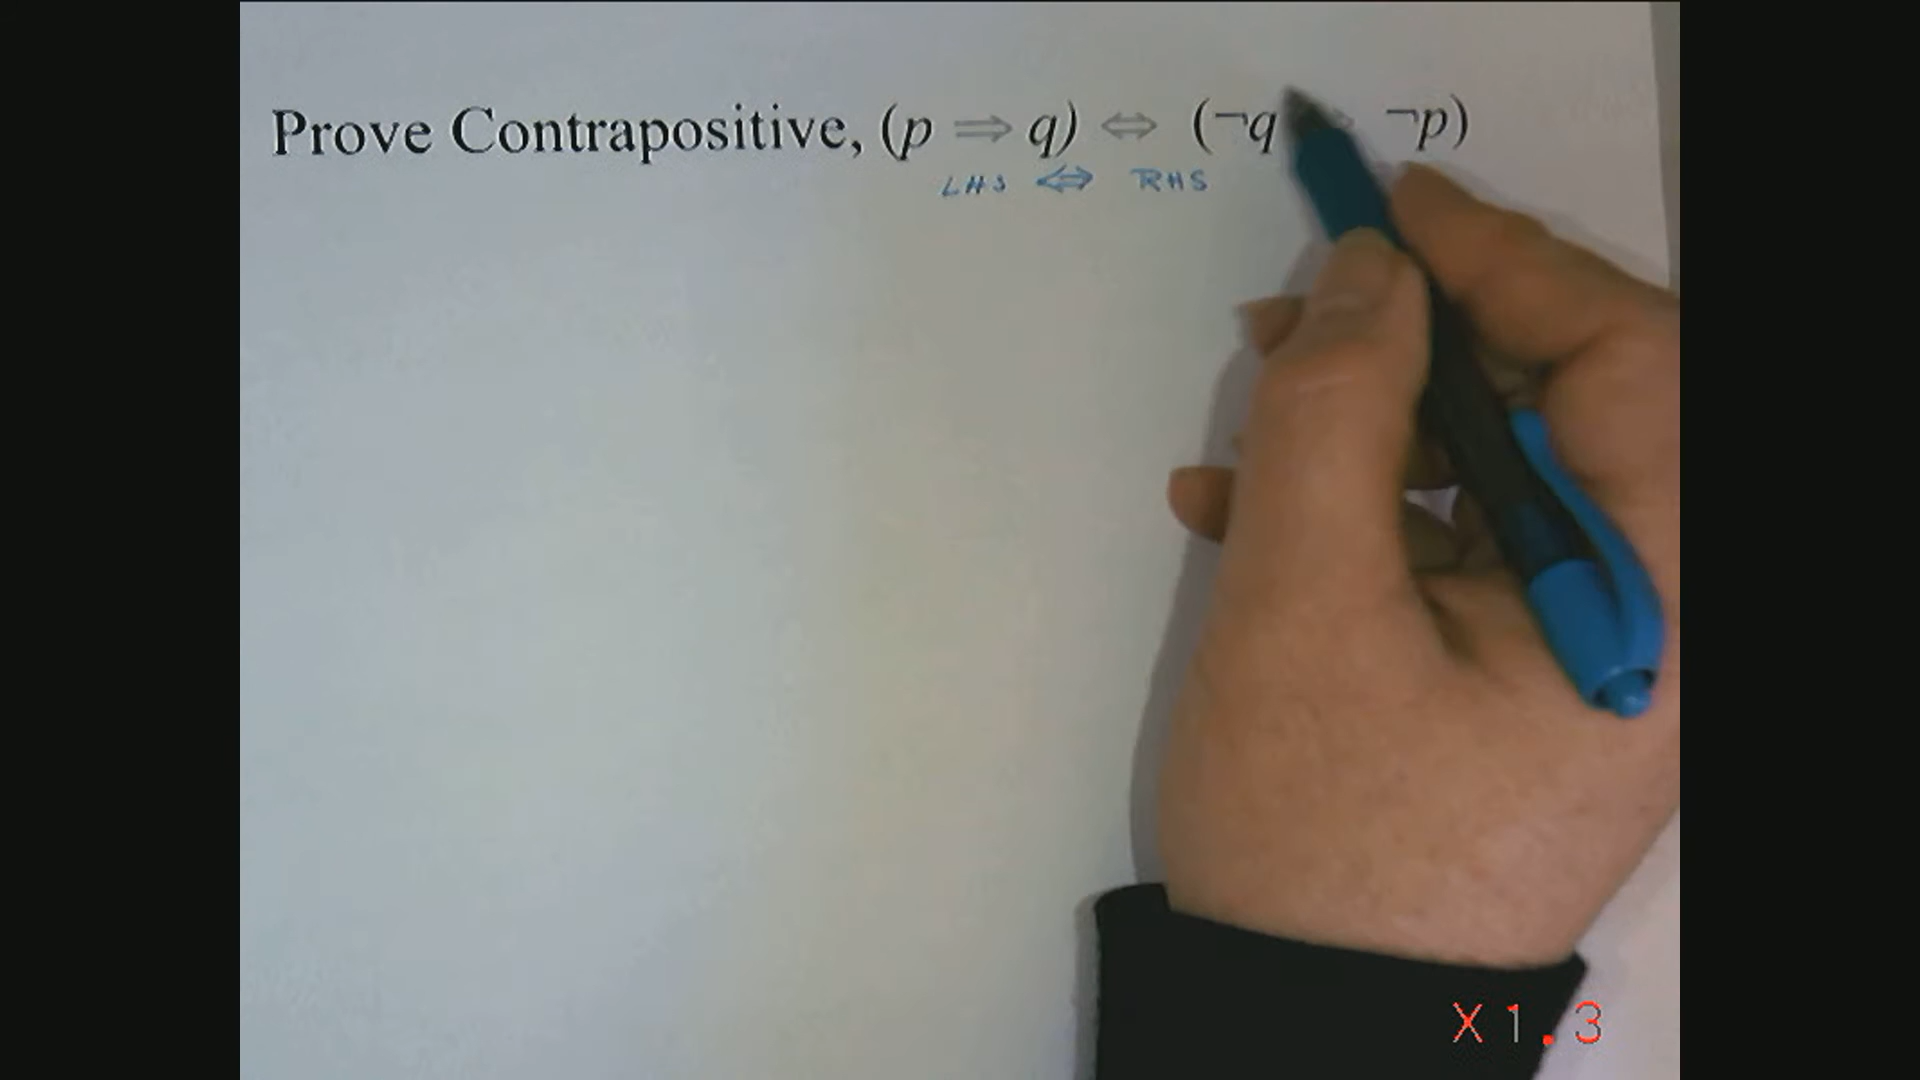 Prove Contrapositive, (p ⇒ q) ⇔ (¬q ¬p)
LHS ⇔ RHS
X1.3